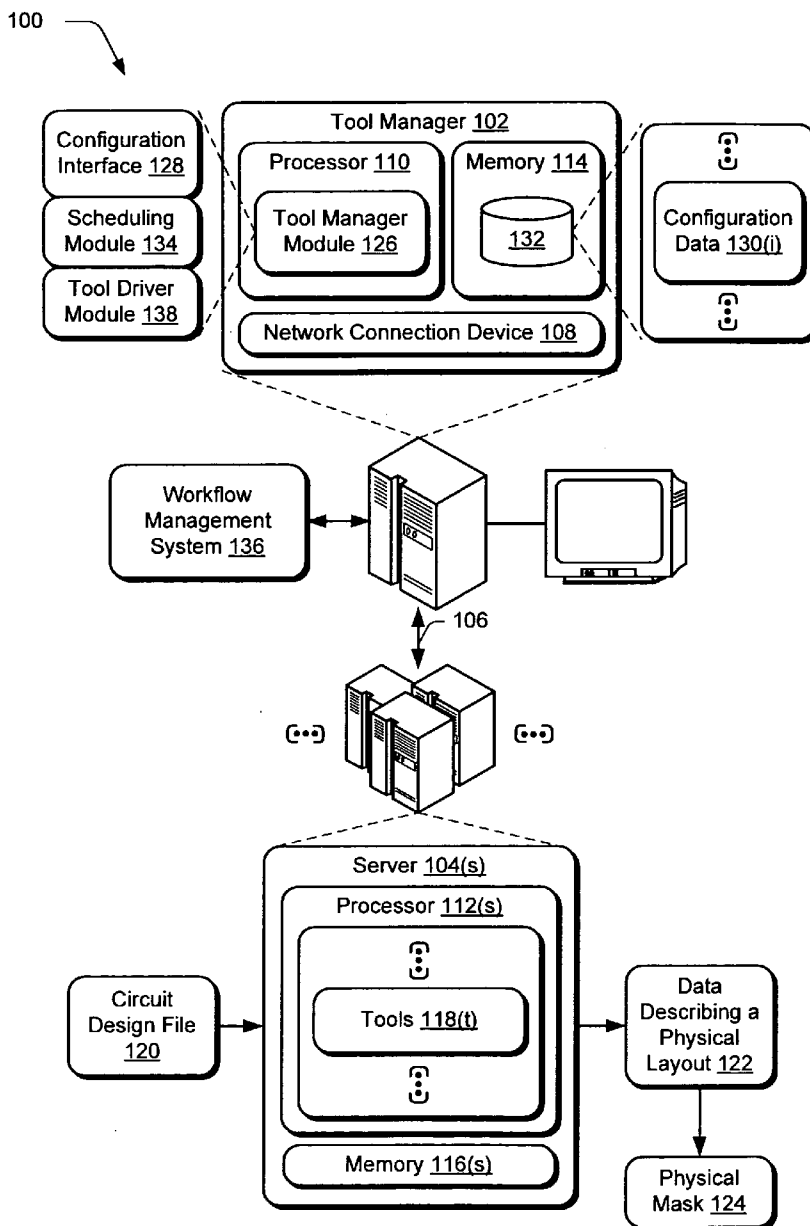 100
Tool Manager 102
Configuration
Interface 128
Scheduling
Module 134
Tool Driver
Module 138
Processor 110
Tool Manager
Module 126
Memory 114
132
Network Connection Device 108
Configuration
Data 130(i)
Workflow
Management
System 136
106
Server 104(s)
Processor 112(s)
Tools 118(t)
Memory 116(s)
Circuit
Design File
120
Data
Describing a
Physical
Layout 122
Physical
Mask 124